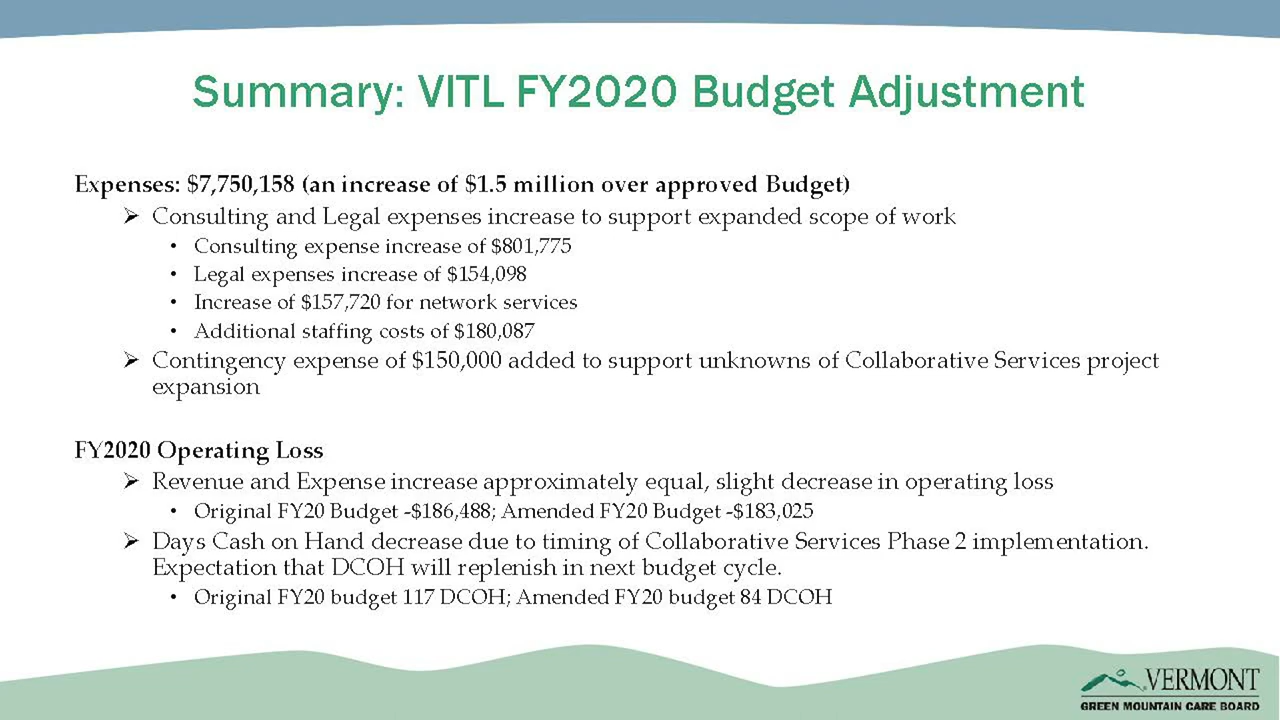 Summary: VITL FY2020 Budget Adjustment
Expenses: $7,750,158 (an increase of $1.5 million over approved Budget)
➢ Consulting and Legal expenses increase to support expanded scope of work
• Consulting expense increase of $801,775
• Legal expenses increase of $154,098
• Increase of $157,720 for network services
• Additional staffing costs of $180,087
➢ Contingency expense of $150,000 added to support unknowns of Collaborative Services project
expansion
FY2020 Operating Loss
➢ Revenue and Expense increase approximately equal, slight decrease in operating loss
• Original FY20 Budget -$186,488; Amended FY20 Budget -$183,025
➢ Days Cash on Hand decrease due to timing of Collaborative Services Phase 2 implementation.
Expectation that DCOH will replenish in next budget cycle.
• Original FY20 budget 117 DCOH; Amended FY20 budget 84 DCOH
VERMONT
GREEN MOUNTAIN CARE BOARD